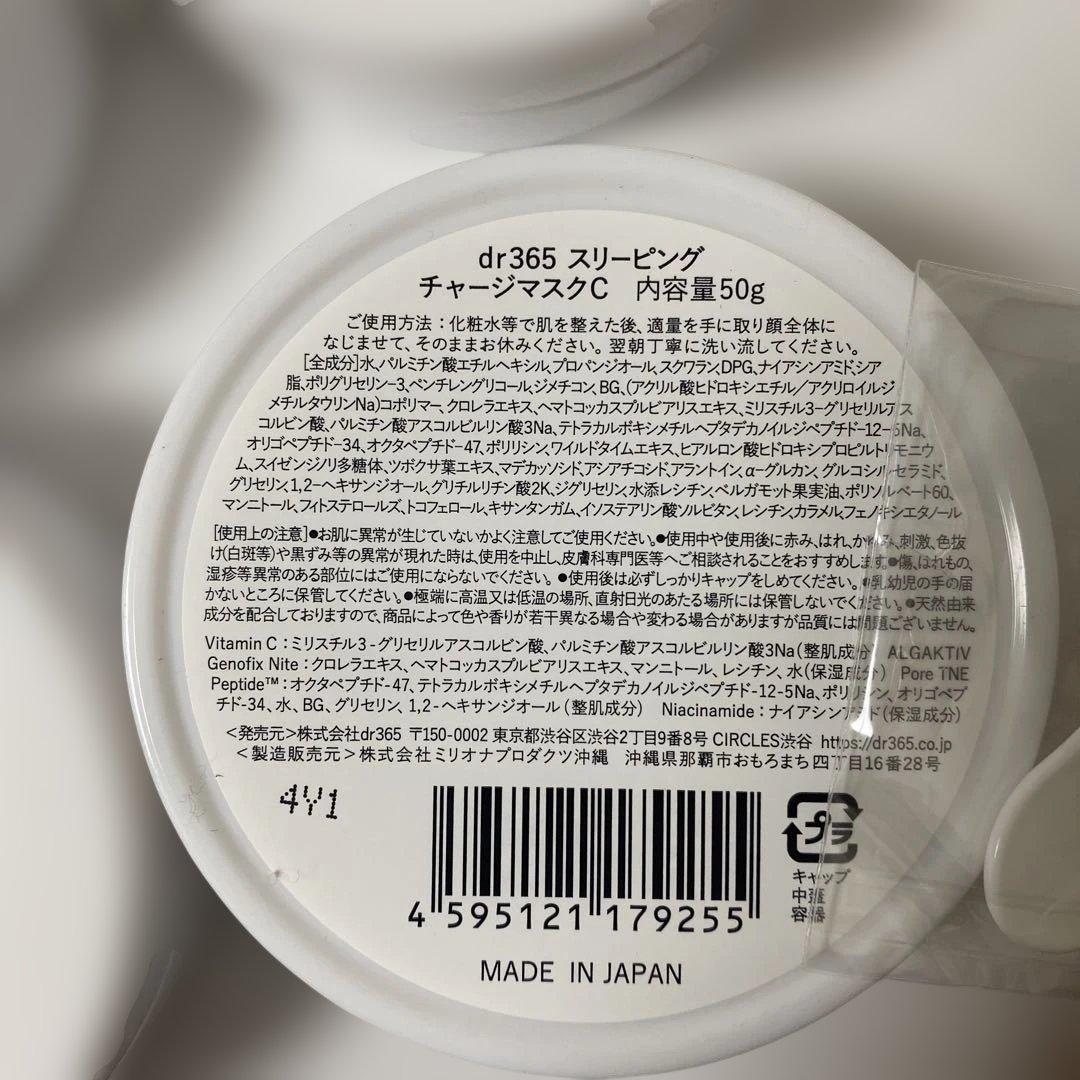 dr365 スリーピング
チャージマスクC 内容量50g
ご使用方法：化粧水等で肌を整えた後、適量を手に取り顔全体に
なじませて、そのままお休みください。翌朝丁寧に洗い流してください。
[全成分]水、パルミチン酸エチルヘキシル、プロパンジオール、スクワラン、DPG、ナイアシンアミド、シア
脂、ポリグリセリン-3、ペンチレングリコール、ジメチコン、BG、(アクリル酸ヒドロキシエチル／アクリロイルジ
メチルタウリンNa)コポリマー、クロレラエキス、ヘマトコッカスプルビアリスエキス、ミリスチル3-グリセリルアス
コルビン酸、パルミチン酸アスコルビルリン酸3Na、テトラカルボキシメチルヘプタデカノイルジペプチド-12-5Na、
オリゴペプチド-34、オクタペプチド-47、ポリリシン、ワイルドタイムエキス、ヒアルロン酸ヒドロキシプロピルトリモニウ
ム、スイゼンジノリ多糖体、ツボクサ葉エキス、マデカッソシド、アシアチコシド、アラントイン、α-グルカン、グルコシルセラミド、
グリセリン、1,2-ヘキサンジオール、グリチルリチン酸2K、ジグリセリン、水添レシチン、ベルガモット果実油、ポリソルベート60、
マンニトール、フィトステロールズ、トコフェロール、キサンタンガム、イソステアリン酸ソルビタン、レシチン、カラメル、フェノキシエタノール
[使用上の注意]●お肌に異常が生じていないかよく注意してご使用ください。●使用中や使用後に赤み、はれ、かゆみ、刺激、色抜
け(白斑等)や黒ずみ等の異常が現れた時は、使用を中止し、皮膚科専門医等へご相談されることをおすすめします。●傷、はれもの、
湿疹等異常のある部位にはご使用にならないでください。●使用後は必ずしっかりキャップをしめてください。●乳幼児の手の届
かないところに保管してください。●極端に高温又は低温の場所、直射日光のあたる場所には保管しないでください。●天然由来
成分を配合しておりますので、商品によって色や香りが若干異なる場合や変わる場合がありますが品質には問題ございません。
Vitamin C：ミリスチル3-グリセリルアスコルビン酸、パルミチン酸アスコルビルリン酸3Na(整肌成分) ALGAKTIV
Genofix Nite：クロレラエキス、ヘマトコッカスプルビアリスエキス、マンニトール、レシチン、水(保湿成分) Pore TNE
Peptide™：オクタペプチド-47、テトラカルボキシメチルヘプタデカノイルジペプチド-12-5Na、ポリリシン、オリゴペプ
チド-34、水、BG、グリセリン、1,2-ヘキサンジオール(整肌成分) Niacinamide：ナイアシンアミド(保湿成分)
<発売元>株式会社dr365 〒150-0002 東京都渋谷区渋谷2丁目9番8号 CIRCLES渋谷 https://dr365.co.jp
<製造販売元>株式会社ミリオナプロダクツ沖縄 沖縄県那覇市おもろまち四丁目16番28号
4Y1
プラ
キャップ
中蓋
容器
4 595121 179255
MADE IN JAPAN